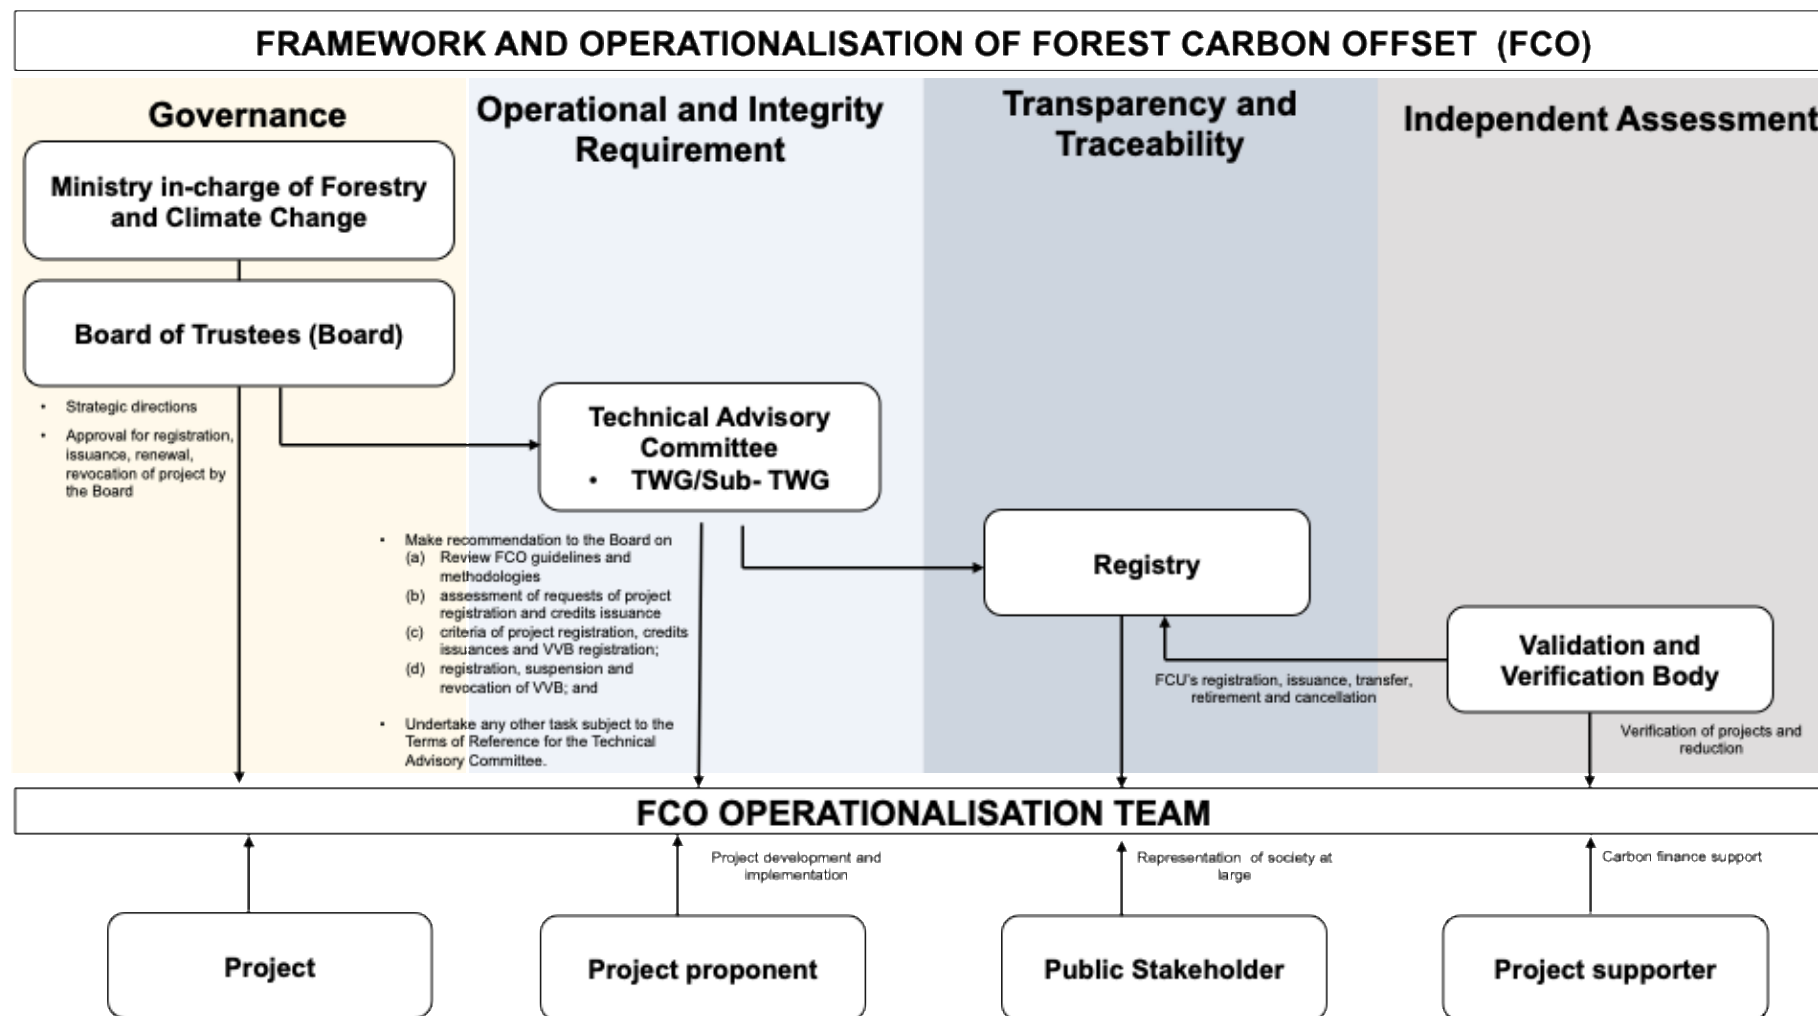 FRAMEWORK AND OPERATIONALISATION OF FOREST CARBON OFFSET (FCO)
Governance
Ministry in-charge of Forestry
and Climate Change
Board of Trustees (Board)
• Strategic directions
• Approval for registration,
issuance, renewal,
revocation of project by
the Board
Operational and Integrity
Requirement
Technical Advisory
Committee
• TWG/Sub- TWG
• Make recommendation to the Board on
(a) Review FCO guidelines and
methodologies
(b) assessment of requests of project
registration and credits issuance
(c) criteria of project registration, credits
issuances and VVB registration;
(d) registration, suspension and
revocation of VVB; and
• Undertake any other task subject to the
Terms of Reference for the Technical
Advisory Committee.
Transparency and
Traceability
Registry
FCU's registration, issuance, transfer,
retirement and cancellation
Independent Assessment
Validation and
Verification Body
Verification of projects and
reduction
FCO OPERATIONALISATION TEAM
Project
Project development and
implementation
Project proponent
Representation of society at
large
Public Stakeholder
Carbon finance support
Project supporter